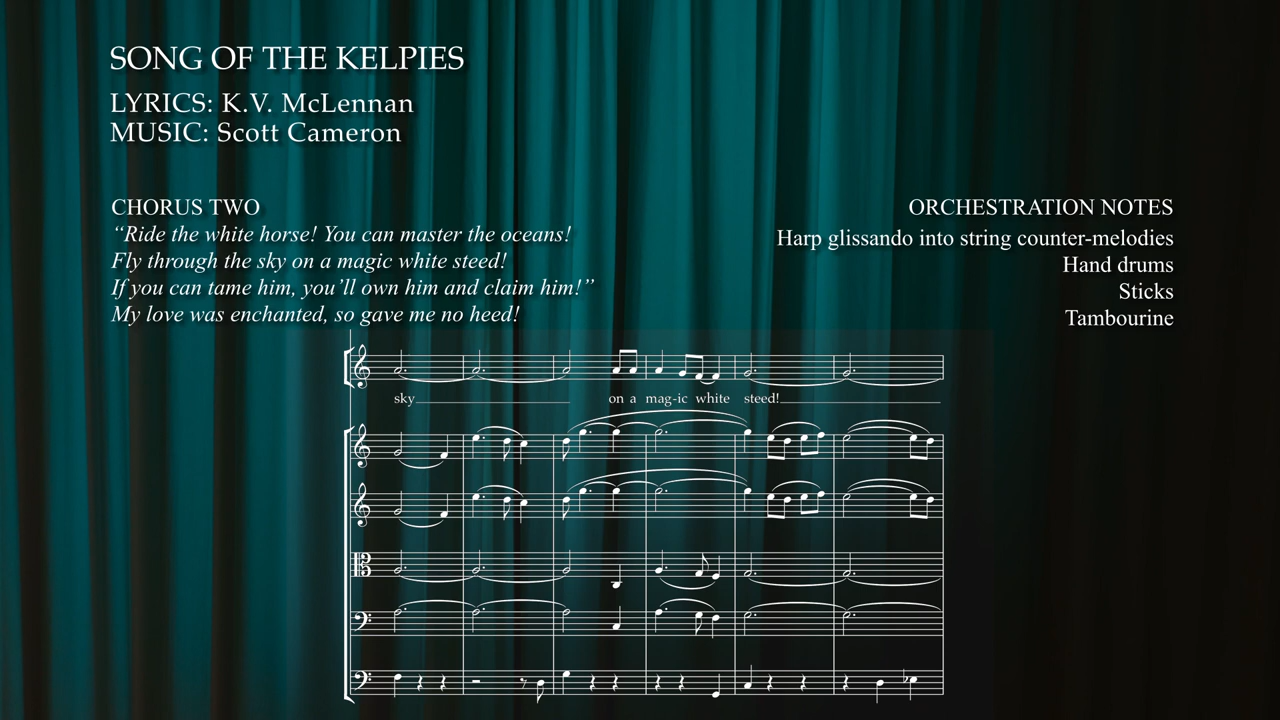 SONG OF THE KELPIES
LYRICS: K.V. McLennan
MUSIC: Scott Cameron
CHORUS TWO
“Ride the white horse! You can master the oceans!
Fly through the sky on a magic white steed!
If you can tame him, you’ll own him and claim him!”
My love was enchanted, so gave me no heed!
ORCHESTRATION NOTES
Harp glissando into string counter-melodies
Hand drums
Sticks
Tambourine
sky on a mag-ic white steed!